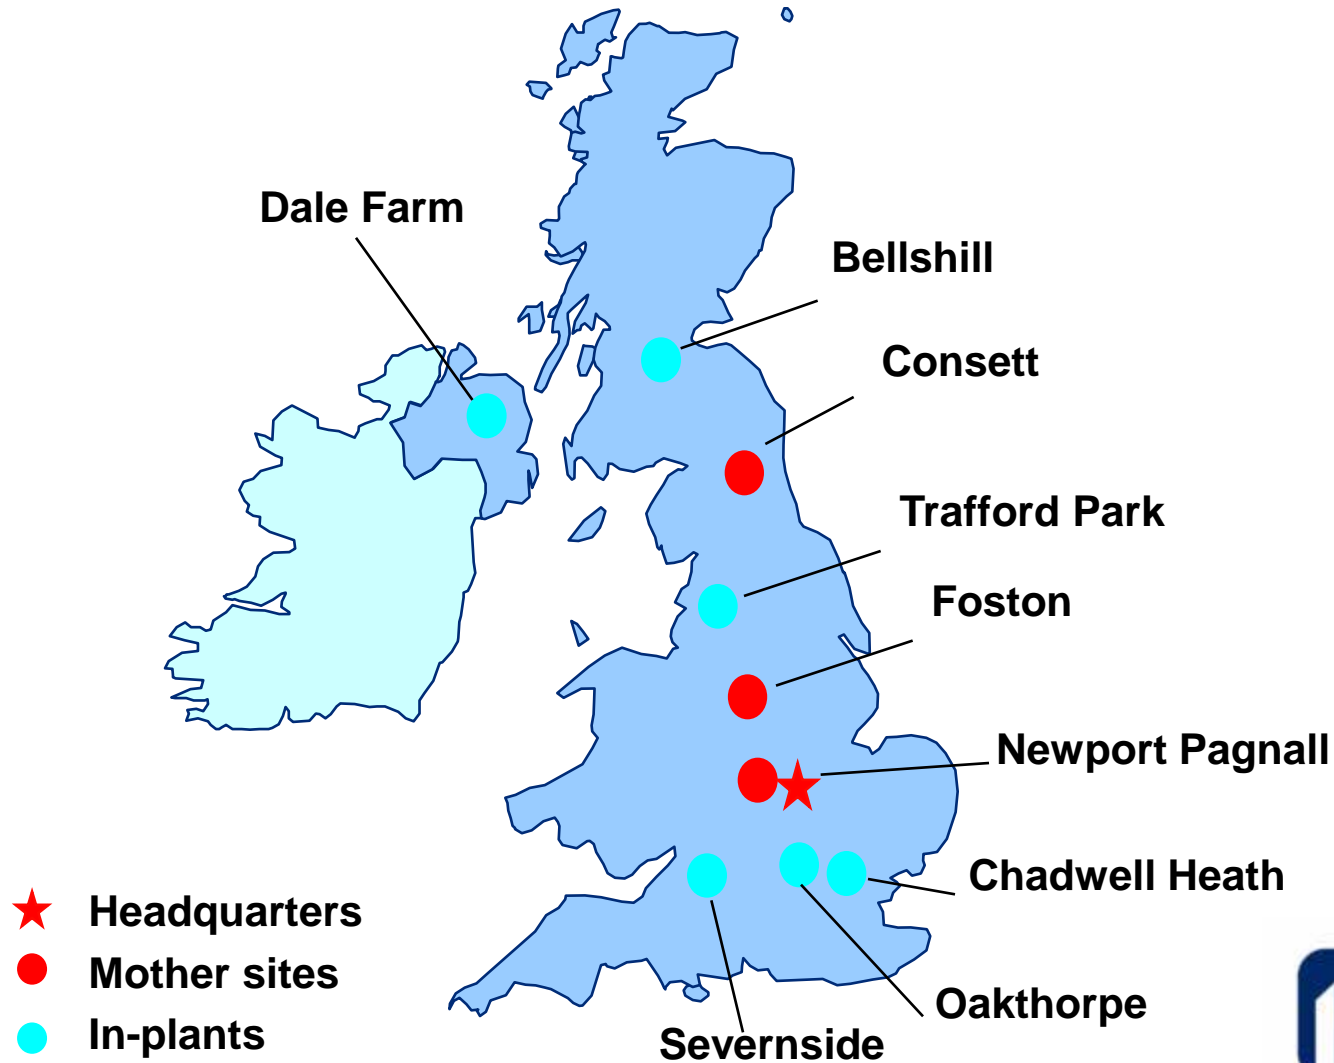 Dale Farm
Bellshill
Consett
Trafford Park
Foston
Newport Pagnall
Chadwell Heath
Oakthorpe
Severnside
Headquarters
Mother sites
In-plants